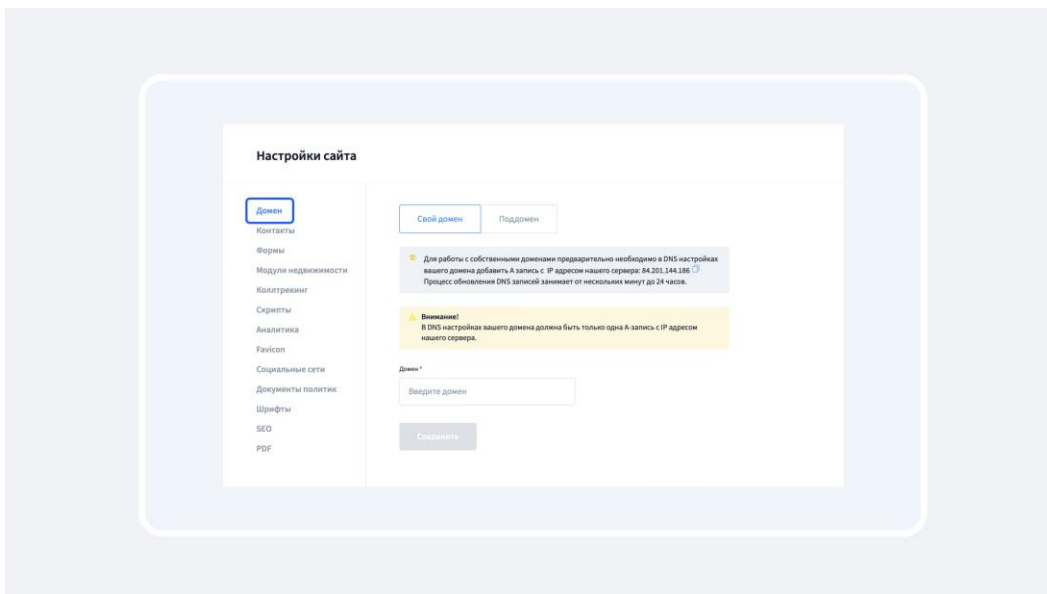 Настройки сайта
Домен
Контакты
Формы
Модули недвижимости
Коллтрекинг
Скрипты
Аналитика
Favicon
Социальные сети
Документы политик
Шрифты
SEO
PDF
Свой домен
Поддомен
Для работы с собственными доменами предварительно необходимо в DNS настройках
вашего домена добавить A запись с IP адресом нашего сервера: 84.201.144.186
Процесс обновления DNS записей занимает от нескольких минут до 24 часов.
Внимание!
В DNS настройках вашего домена должна быть только одна A-запись с IP адресом
нашего сервера.
Домен *
Введите домен
Сохранить